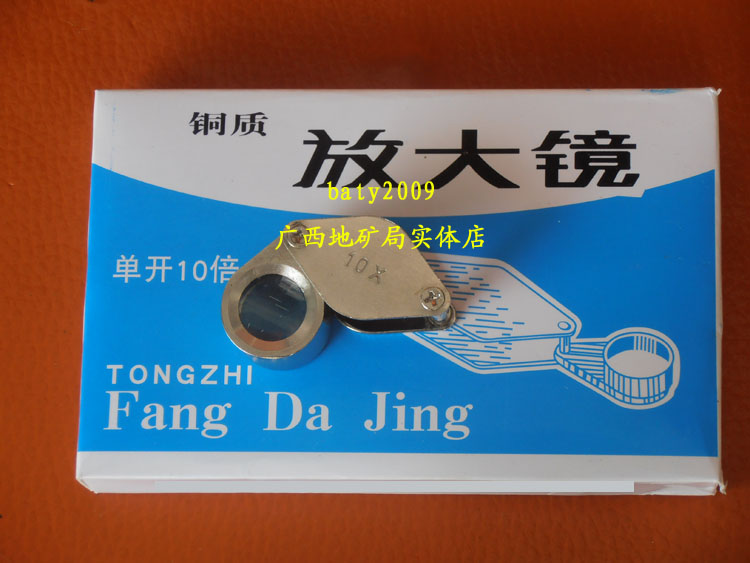 铜质
放大镜
baty2009
广西地矿局实体店
10X
单开10倍
TONGZHI
Fang Da Jing